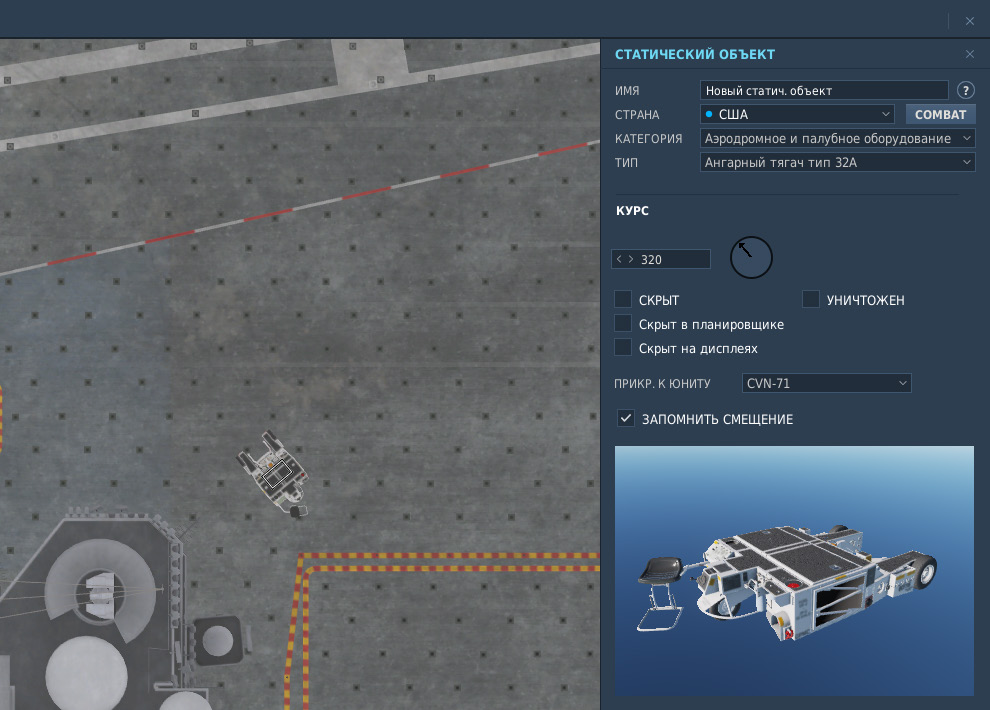 СТАТИЧЕСКИЙ ОБЪЕКТ
ИМЯ Новый статич. объект ?
СТРАНА США COMBAT
КАТЕГОРИЯ Аэродромное и палубное оборудование
ТИП Ангарный тягач тип 32А
КУРС
320
СКРЫТ УНИЧТОЖЕН
Скрыт в планировщике
Скрыт на дисплеях
ПРИКР. К ЮНИТУ CVN-71
ЗАПОМНИТЬ СМЕЩЕНИЕ